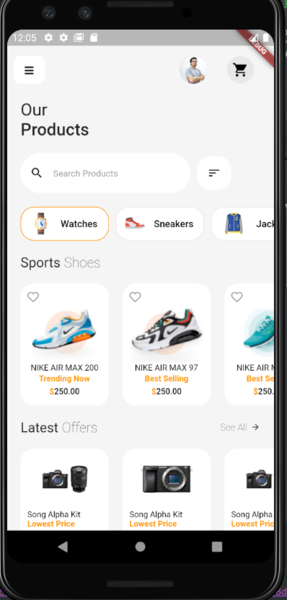 12:05
DEBUG
Our
Products
Search Products
Watches
Sneakers
Jack
Sports Shoes
NIKE AIR MAX 200
Trending Now
$250.00
NIKE AIR MAX 97
Best Selling
$250.00
NIKE AIR M
Best Se
$250.
Latest Offers
See All
Song Alpha Kit
Lowest Price
Song Alpha Kit
Lowest Price
Song Alpha
Lowest Pri